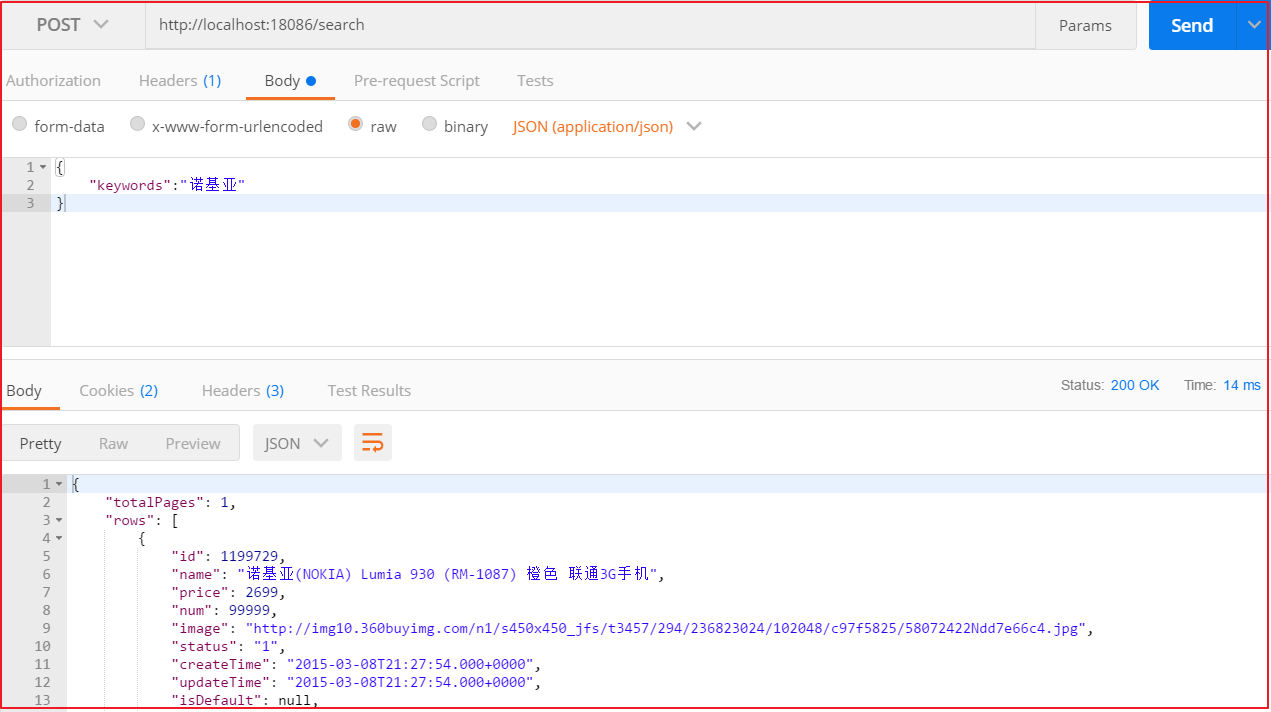 POST http://localhost:18086/search Params Send
Authorization Headers (1) Body Pre-request Script Tests
form-data x-www-form-urlencoded raw binary JSON (application/json)
1 {
2 "keywords":"诺基亚"
3 }
Body Cookies (2) Headers (3) Test Results Status: 200 OK Time: 14 ms
Pretty Raw Preview JSON
1 {
2 "totalPages": 1,
3 "rows": [
4 {
5 "id": 1199729,
6 "name": "诺基亚(NOKIA) Lumia 930 (RM-1087) 橙色 联通3G手机",
7 "price": 2699,
8 "num": 99999,
9 "image": "http://img10.360buyimg.com/n1/s450x450_jfs/t3457/294/236823024/102048/c97f5825/58072422Ndd7e66c4.jpg",
10 "status": "1",
11 "createTime": "2015-03-08T21:27:54.000+0000",
12 "updateTime": "2015-03-08T21:27:54.000+0000",
13 "isDefault": null,